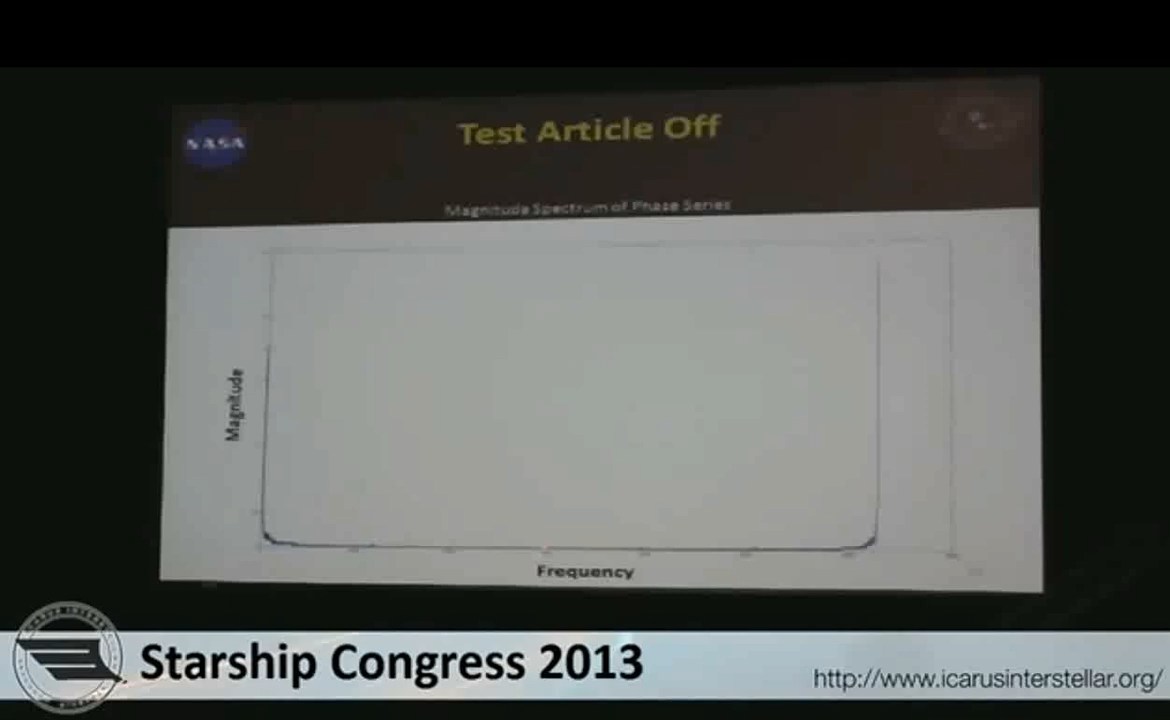 NASA
Test Article Off
Magnitude Spectrum of Phase Series
Magnitude
Frequency
Starship Congress 2013
http://www.icarusinterstellar.org/